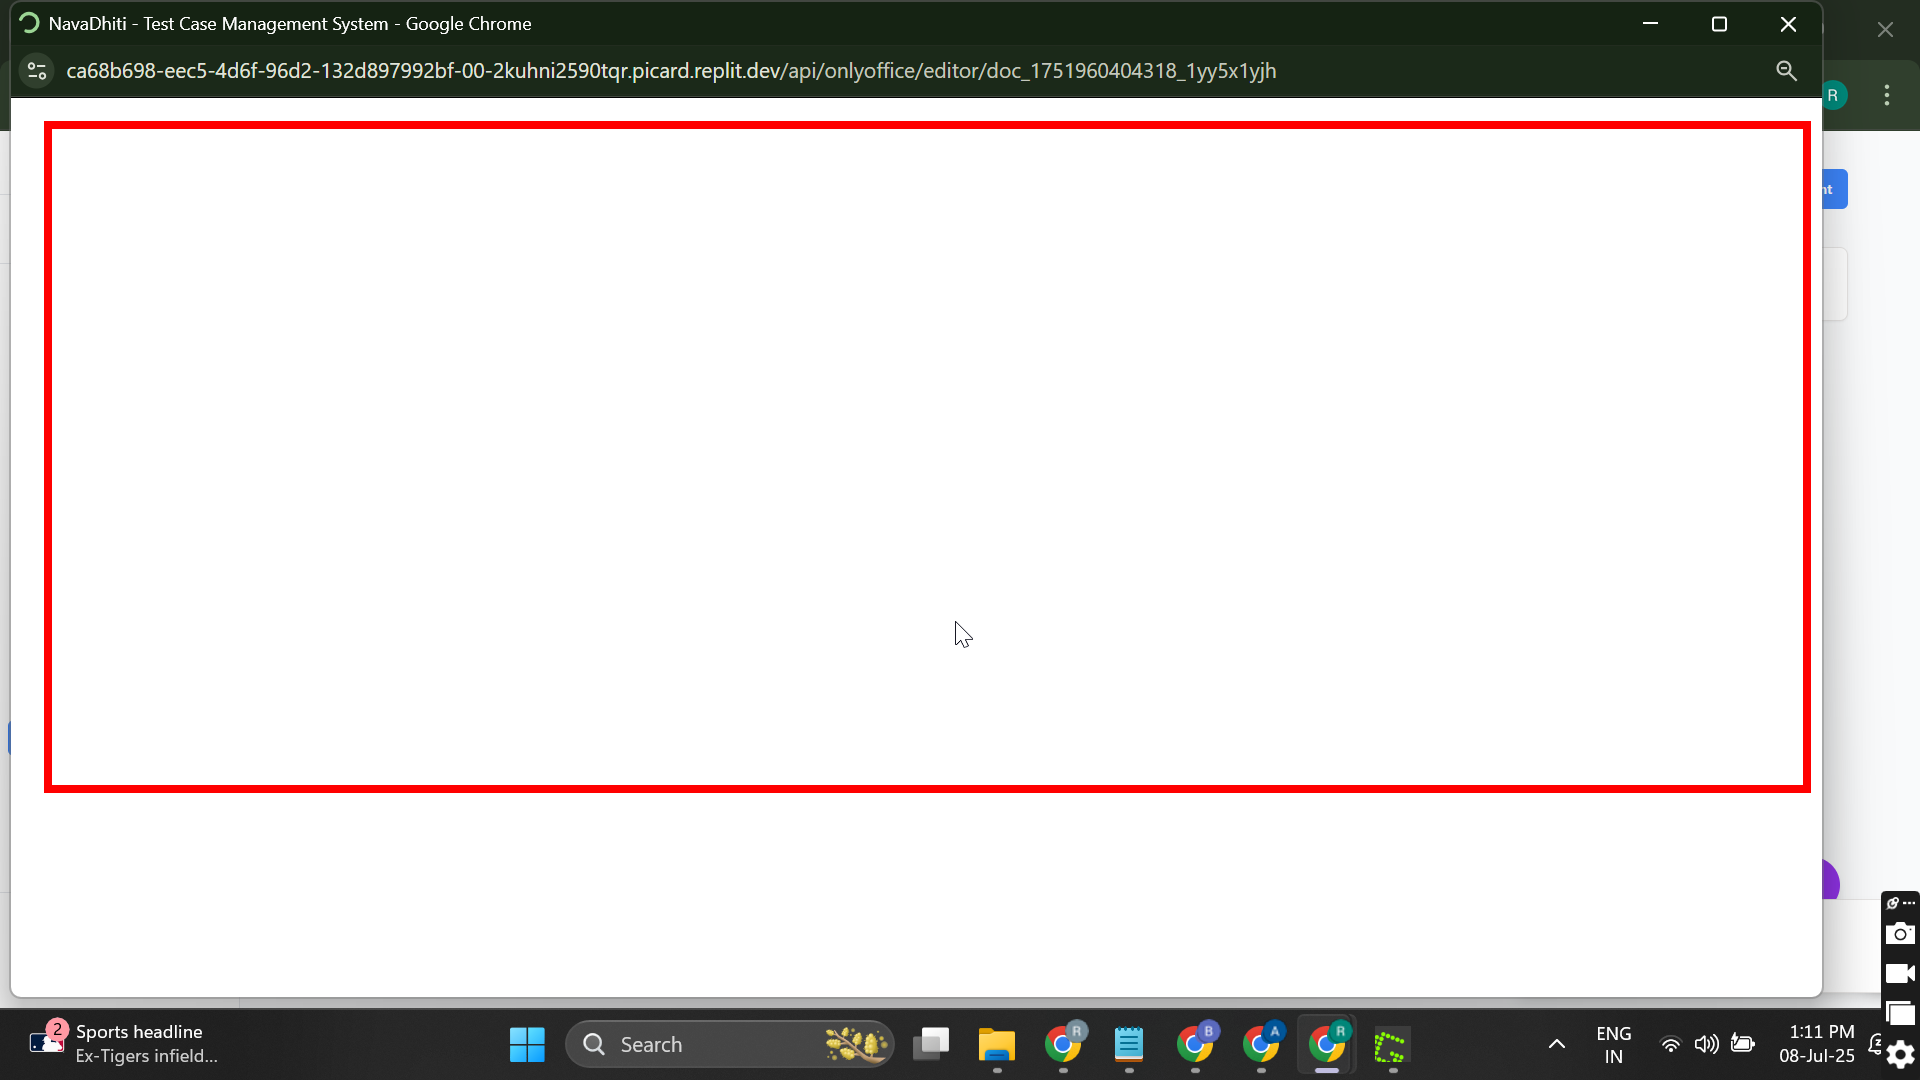 NavaDhiti - Test Case Management System - Google Chrome
ca68b698-eec5-4d6f-96d2-132d897992bf-00-2kuhni2590tqr.picard.replit.dev/api/onlyoffice/editor/doc_1751960404318_1yy5x1yjh
R
nt
2
Sports headline
Ex-Tigers infield...
Search
R
B
A
R
ENG
IN
1:11 PM
08-Jul-25